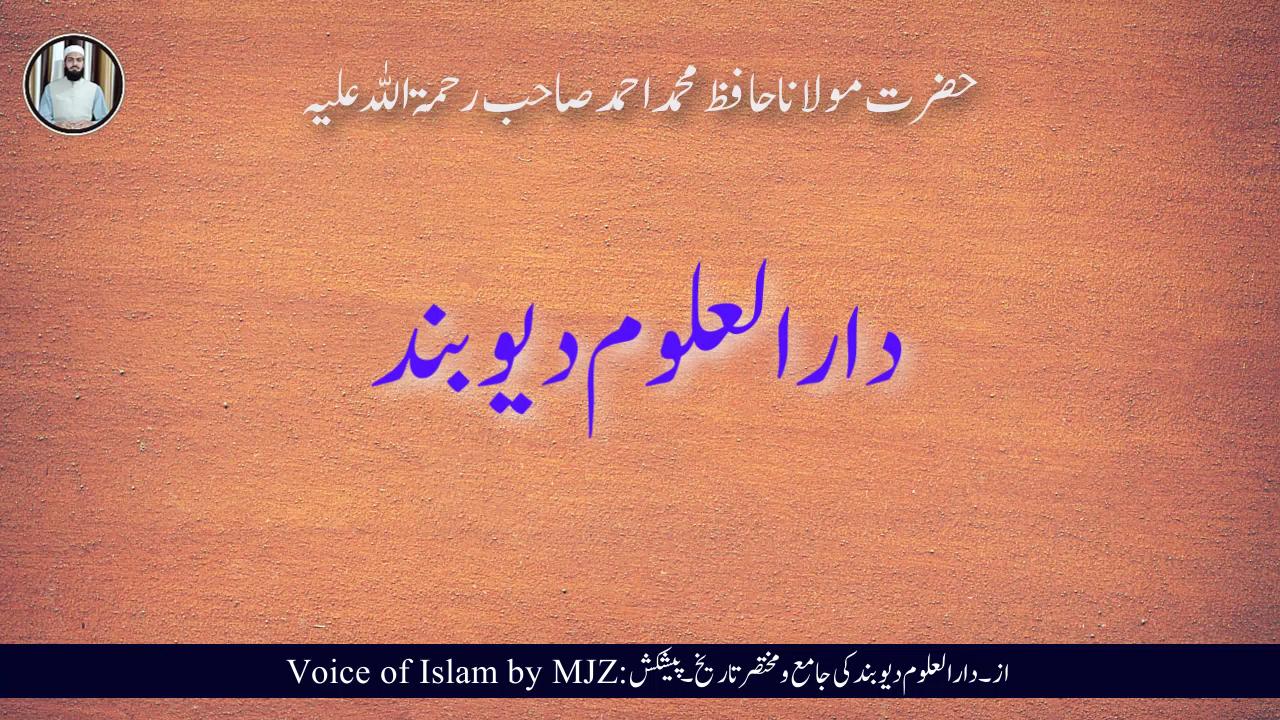 حضرت مولانا حافظ محمد احمد صاحب رحمۃ اللہ علیہ
دارالعلوم دیوبند
از۔دارالعلوم دیوبند کی جامع و مختصر تاریخ۔پیشکش:Voice of Islam by MJZ